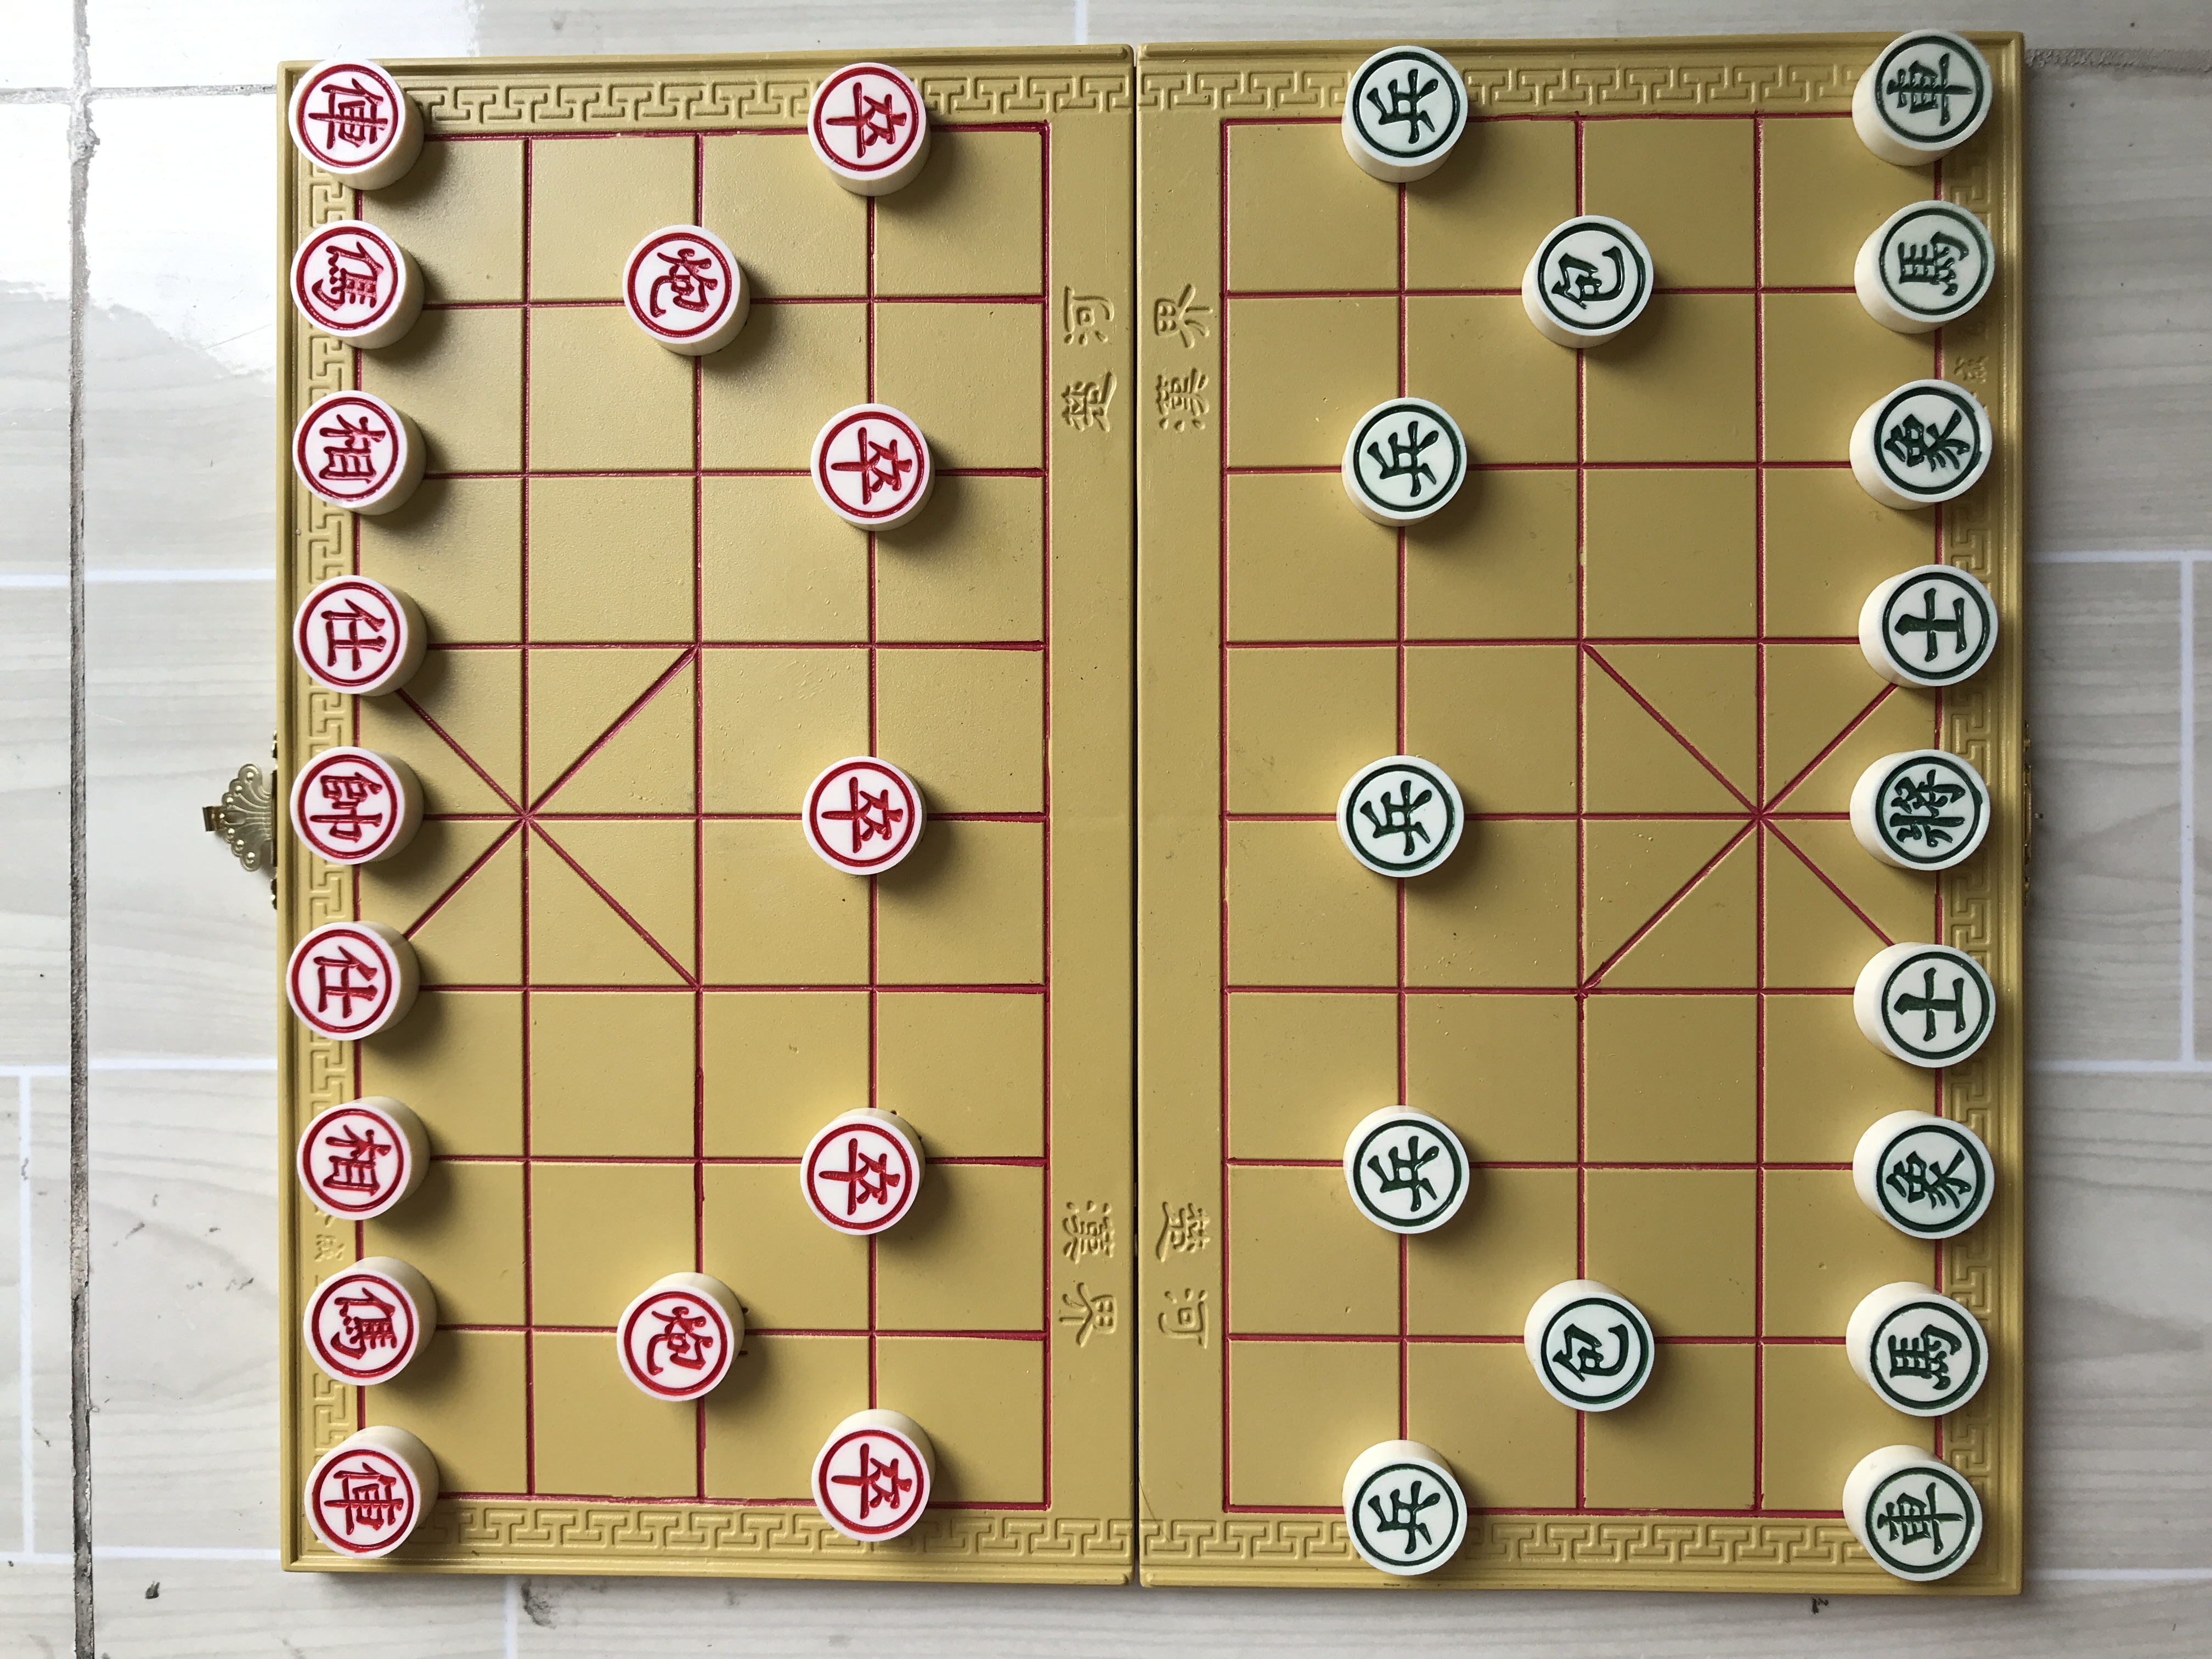 俥 傌 相 仕 帥 仕 相 傌 俥
炮 炮
卒 卒 卒 卒 卒
漢界 楚河
楚河 漢界
兵 兵 兵 兵 兵
包 包
車 馬 象 士 將 士 象 馬 車